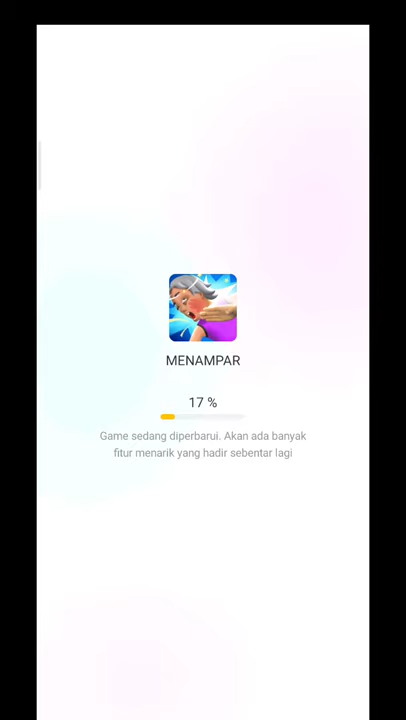 MENAMPAR
17 %
Game sedang diperbarui. Akan ada banyak
fitur menarik yang hadir sebentar lagi